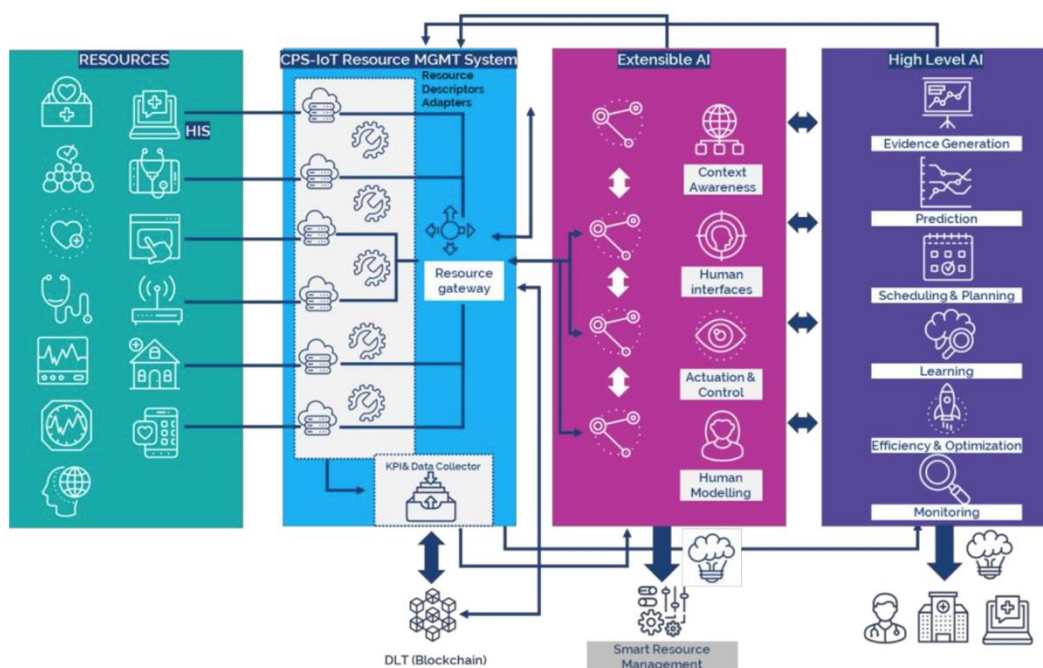 RESOURCES
HIS
CPS-IoT Resource MGMT System
Resource
Descriptors
Adapters
Resource
gateway
KPI& Data Collector
DLT (Blockchain)
Extensible AI
Context
Awareness
Human
interfaces
Actuation &
Control
Human
Modelling
Smart Resource
Management
High Level AI
Evidence Generation
Prediction
Scheduling & Planning
Learning
Efficiency & Optimization
Monitoring